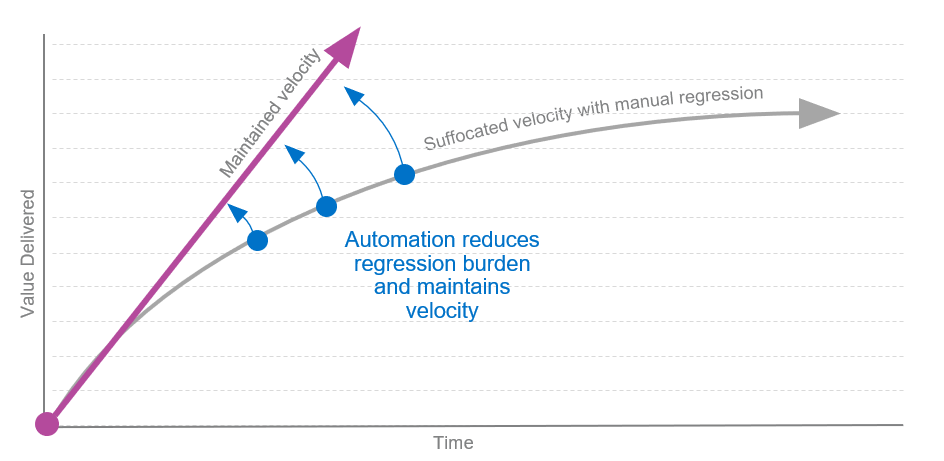 Maintained velocity
Suffocated velocity with manual regression
Value Delivered
Automation reduces
regression burden
and maintains
velocity
Time